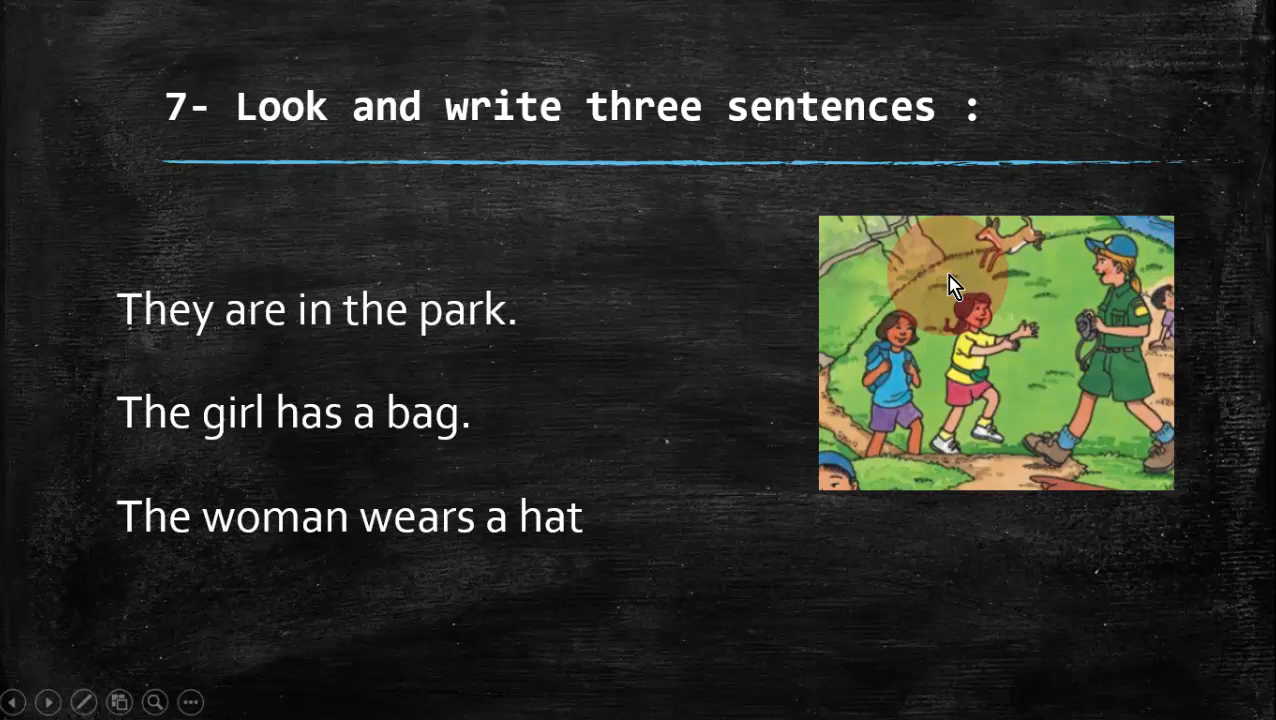 7- Look and write three sentences :
They are in the park.
The girl has a bag.
The woman wears a hat